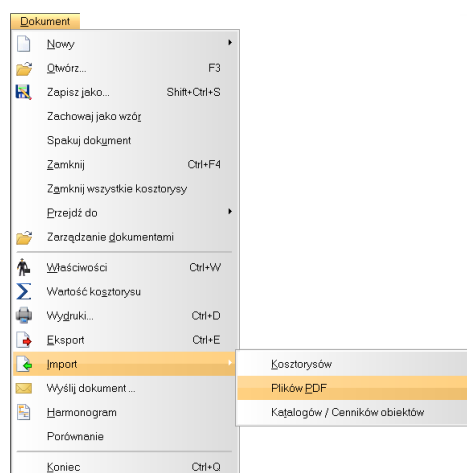 Dokument
Nowy
Otwórz... F3
Zapisz jako... Shift+Ctrl+S
Zachowaj jako wzór
Spakuj dokument
Zamknij Ctrl+F4
Zamknij wszystkie kosztorysy
Przejdź do
Zarządzanie dokumentami
Właściwości Ctrl+W
Wartość kosztorysu
Wydruki... Ctrl+D
Eksport Ctrl+E
Import
Kosztorysów
Wyślij dokument ...
Plików PDF
Harmonogram
Katalogów / Cenników obiektów
Porównanie
Koniec Ctrl+Q